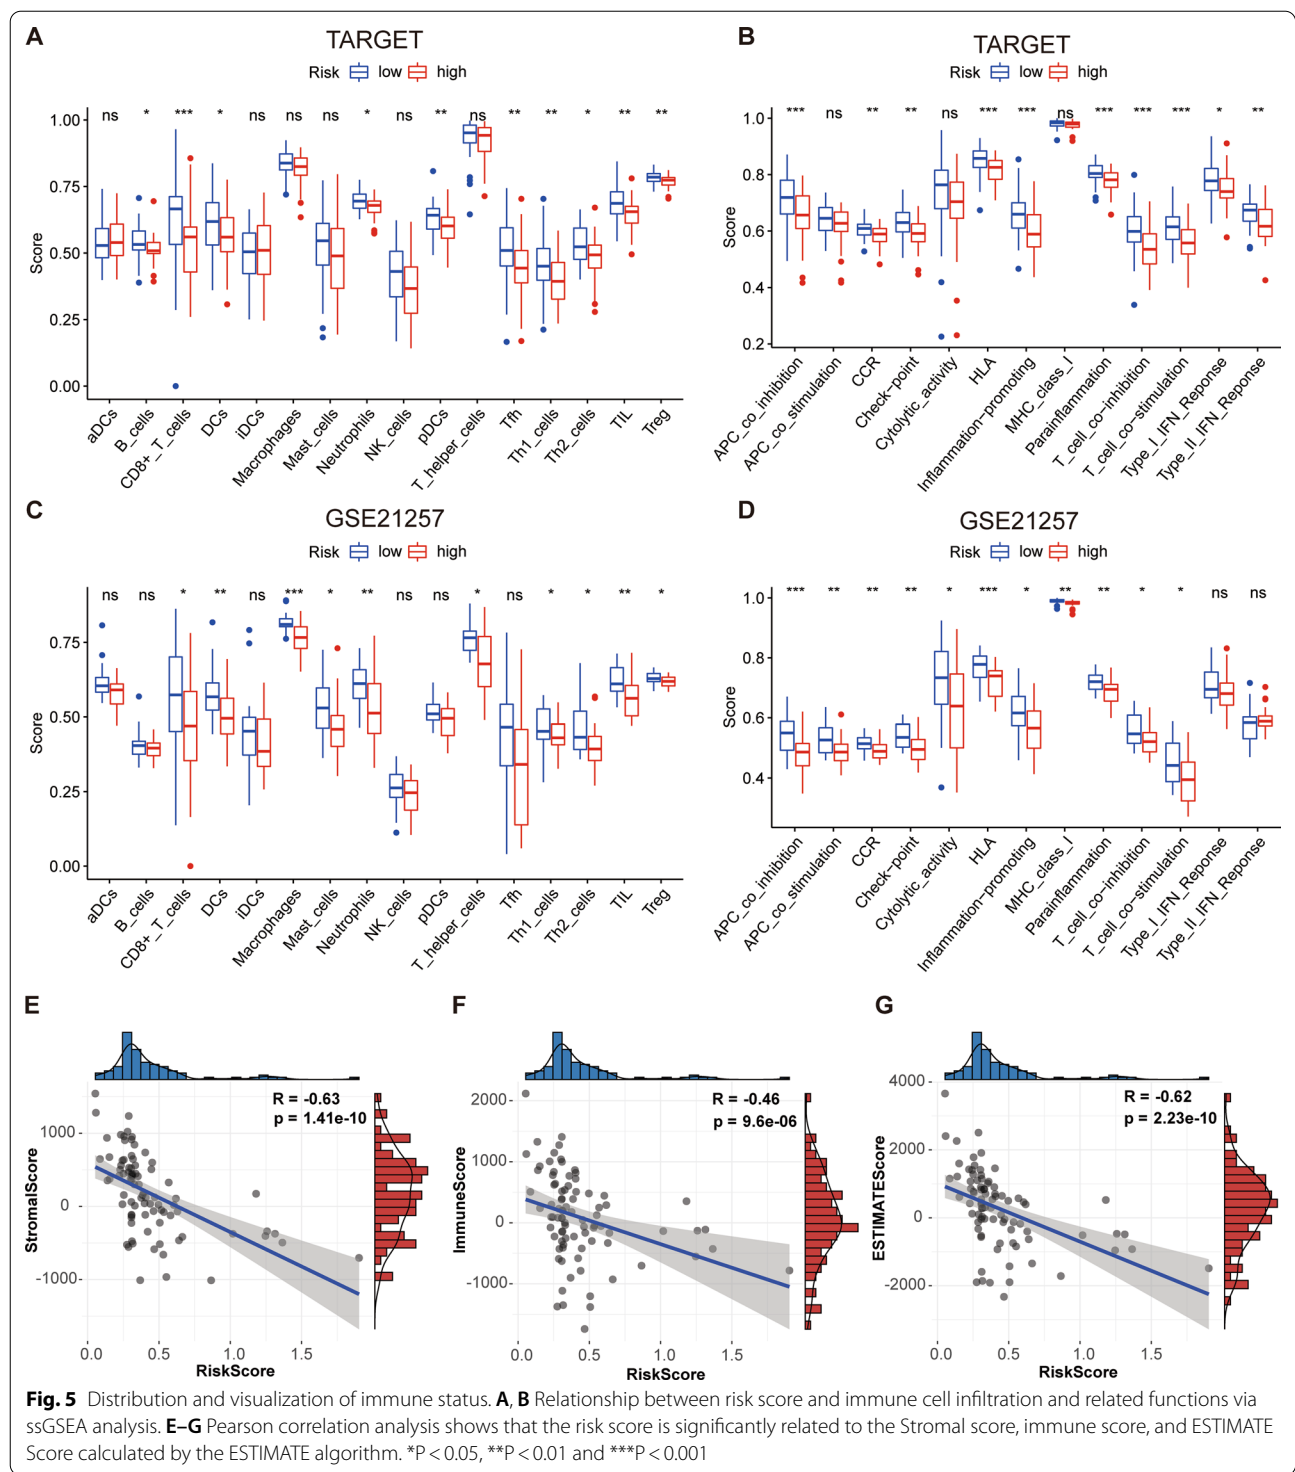 A
TARGET
Risk low high
ns * *** * ns ns ns * ns ** ns ** ** * ** **
1.00
0.75
0.50
0.25
0.00
Score
aDCs
B_cells
CD8+_T_cells
DCs
iDCs
Macrophages
Mast_cells
Neutrophils
NK_cells
pDCs
T_helper_cells
Tfh
Th1_cells
Th2_cells
TIL
Treg
B
TARGET
Risk low high
*** ns ** ** ns *** *** ns *** *** *** * **
1.0
0.8
0.6
0.4
0.2
Score
APC_co_inhibition
APC_co_stimulation
CCR
Check-point
Cytolytic_activity
HLA
Inflammation-promoting
MHC_class_I
Parainflammation
T_cell_co-inhibition
T_cell_co-stimulation
Type_I_IFN_Reponse
Type_II_IFN_Reponse
C
GSE21257
Risk low high
ns ns * ** ns *** * ** ns ns * ns * * ** *
0.75
0.50
0.25
0.00
Score
aDCs
B_cells
CD8+_T_cells
DCs
iDCs
Macrophages
Mast_cells
Neutrophils
NK_cells
pDCs
T_helper_cells
Tfh
Th1_cells
Th2_cells
TIL
Treg
D
GSE21257
Risk low high
*** ** ** ** * *** * ** ** * * ns ns
1.0
0.8
0.6
0.4
Score
APC_co_inhibition
APC_co_stimulation
CCR
Check-point
Cytolytic_activity
HLA
Inflammation-promoting
MHC_class_I
Parainflammation
T_cell_co-inhibition
T_cell_co-stimulation
Type_I_IFN_Reponse
Type_II_IFN_Reponse
E
R = -0.63
p = 1.41e-10
1000
0
-1000
StromalScore
0.0 0.5 1.0 1.5
RiskScore
F
R = -0.46
p = 9.6e-06
2000
1000
0
-1000
ImmuneScore
0.0 0.5 1.0 1.5
RiskScore
G
R = -0.62
p = 2.23e-10
4000
2000
0
-2000
ESTIMATEScore
0.0 0.5 1.0 1.5
RiskScore
Fig. 5 Distribution and visualization of immune status. A, B Relationship between risk score and immune cell infiltration and related functions via
ssGSEA analysis. E–G Pearson correlation analysis shows that the risk score is significantly related to the Stromal score, immune score, and ESTIMATE
Score calculated by the ESTIMATE algorithm. *P < 0.05, **P < 0.01 and ***P < 0.001